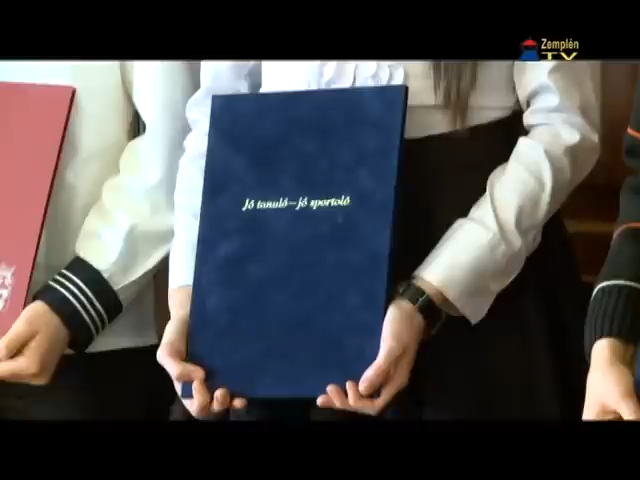 Zemplén
TV
Jó tanuló – jó sportoló